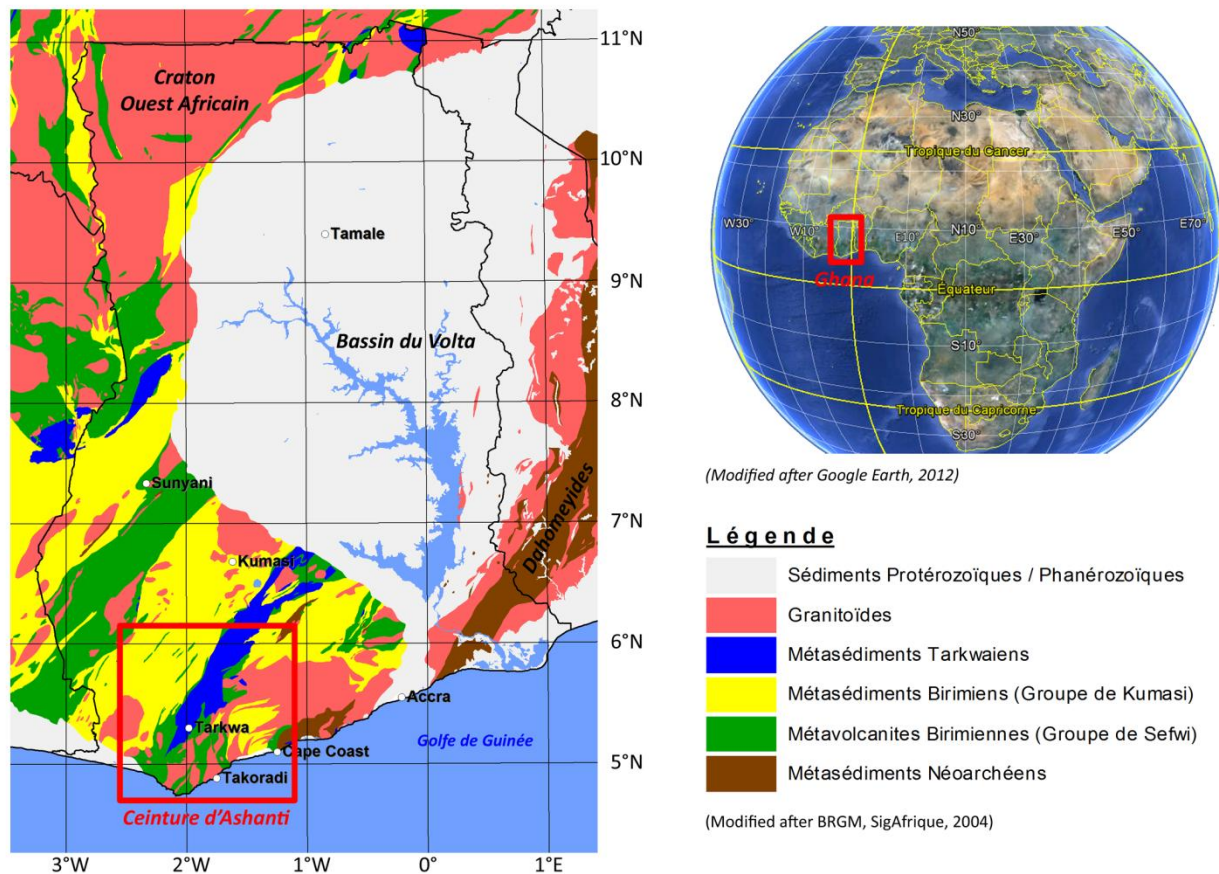 Craton
Ouest Africain
Tamale
Bassin du Volta
Sunyani
Kumasi
Dahomeyides
Accra
Tarkwa
Golfe de Guinée
Cape Coast
Takoradi
Ceinture d'Ashanti
11°N
10°N
9°N
8°N
7°N
6°N
5°N
3°W
2°W
1°W
0°
1°E
N50°
N30°
Tropique du Cancer
W30°
W10°
E10°
N10°
E30°
E50°
E70°
Ghana
Équateur
S10°
Tropique du Capricorne
S30°
(Modified after Google Earth, 2012)
Légende
Sédiments Protérozoïques / Phanérozoïques
Granitoïdes
Métasédiments Tarkwaiens
Métasédiments Birimiens (Groupe de Kumasi)
Métavolcanites Birimiennes (Groupe de Sefwi)
Métasédiments Néoarchéens
(Modified after BRGM, SigAfrique, 2004)